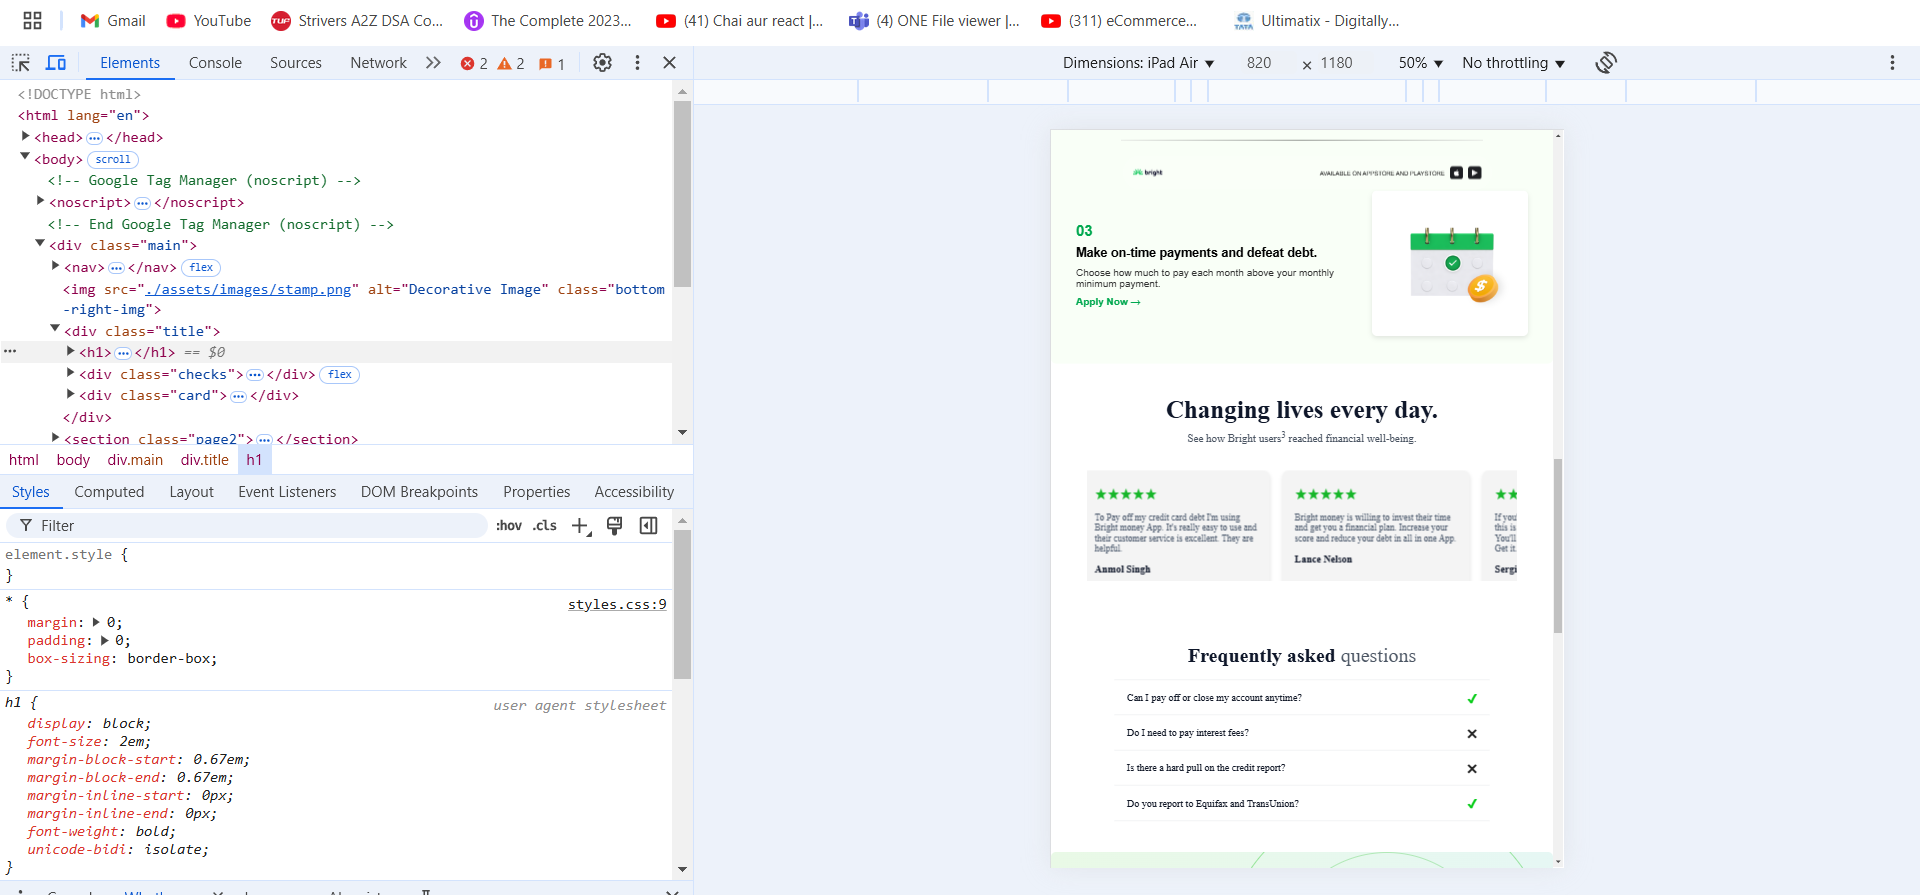 Gmail
YouTube
Strivers A2Z DSA Co...
The Complete 2023...
(41) Chai aur react |...
(4) ONE File viewer |...
(311) eCommerce...
Ultimatix - Digitally...
Elements
Console
Sources
Network
2
2
1
Dimensions: iPad Air
820
×
1180
50%
No throttling
<!DOCTYPE html>
<html lang="en">
<head> ••• </head>
<body> scroll
<!-- Google Tag Manager (noscript) -->
<noscript> ••• </noscript>
<!-- End Google Tag Manager (noscript) -->
<div class="main">
<nav> ••• </nav> flex
<img src="./assets/images/stamp.png" alt="Decorative Image" class="bottom
-right-img">
<div class="title">
<h1> ••• </h1> == $0
<div class="checks"> ••• </div> flex
<div class="card"> ••• </div>
</div>
<section class="page2"> ••• </section>
html body div.main div.title h1
Styles Computed Layout Event Listeners DOM Breakpoints Properties Accessibility
Filter
:hov .cls
element.style {
}
* {
styles.css:9
margin: 0;
padding: 0;
box-sizing: border-box;
}
h1 {
user agent stylesheet
display: block;
font-size: 2em;
margin-block-start: 0.67em;
margin-block-end: 0.67em;
margin-inline-start: 0px;
margin-inline-end: 0px;
font-weight: bold;
unicode-bidi: isolate;
}
bright
AVAILABLE ON APPSTORE AND PLAYSTORE
03
Make on-time payments and defeat debt.
Choose how much to pay each month above your monthly
minimum payment.
Apply Now →
$
Changing lives every day.
See how Bright users3 reached financial well-being.
To Pay off my credit card debt I'm using
Bright money App. It's really easy to use and
their customer service is excellent. They are
helpful.
Anmol Singh
Bright money is willing to invest their time
and get you a financial plan. Increase your
score and reduce your debt in all in one App.
Lance Nelson
If you
this is
You'll
Get it
Sergi
Frequently asked questions
Can I pay off or close my account anytime?
Do I need to pay interest fees?
Is there a hard pull on the credit report?
Do you report to Equifax and TransUnion?